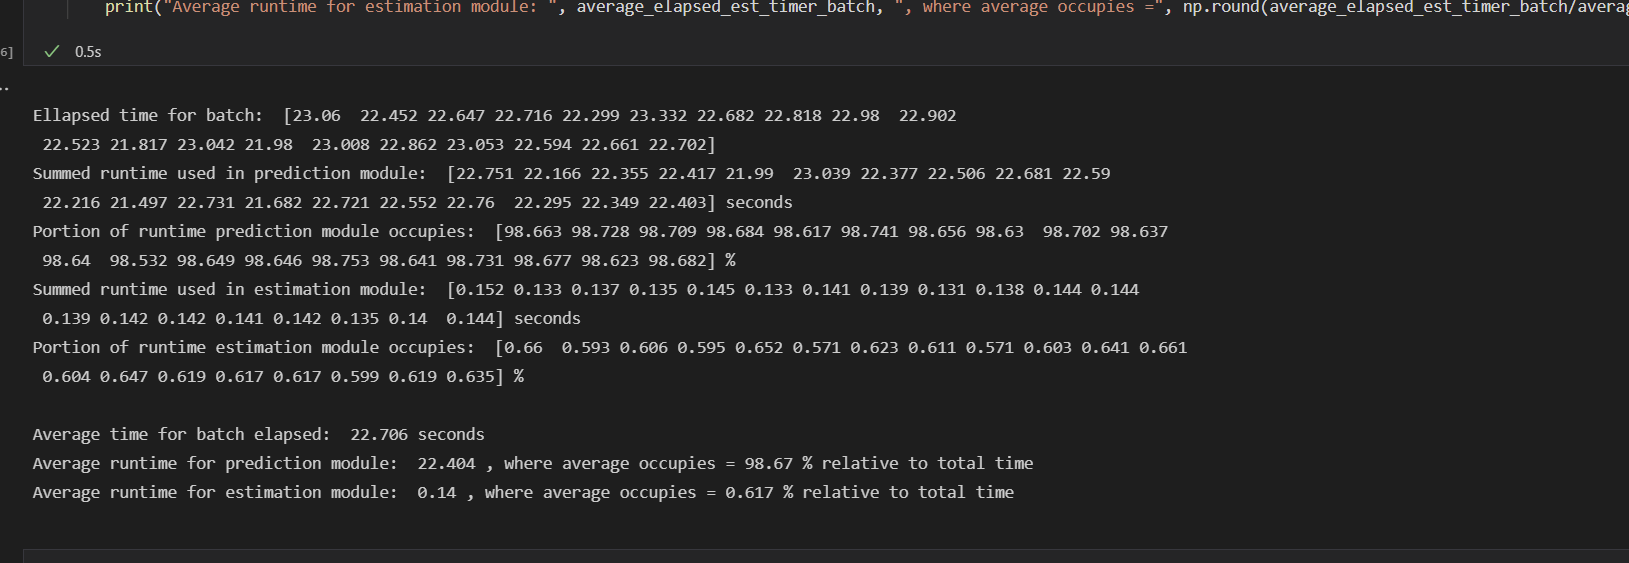 print("Average runtime for estimation module: ", average_elapsed_est_timer_batch, ", where average occupies =", np.round(average_elapsed_est_timer_batch/averag
6]
0.5s
..
Ellapsed time for batch:  [23.06  22.452 22.647 22.716 22.299 23.332 22.682 22.818 22.98  22.902
22.523 21.817 23.042 21.98  23.008 22.862 23.053 22.594 22.661 22.702]
Summed runtime used in prediction module:  [22.751 22.166 22.355 22.417 21.99  23.039 22.377 22.506 22.681 22.59
22.216 21.497 22.731 21.682 22.721 22.552 22.76  22.295 22.349 22.403] seconds
Portion of runtime prediction module occupies:  [98.663 98.728 98.709 98.684 98.617 98.741 98.656 98.63  98.702 98.637
98.64  98.532 98.649 98.646 98.753 98.641 98.731 98.677 98.623 98.682] %
Summed runtime used in estimation module:  [0.152 0.133 0.137 0.135 0.145 0.133 0.141 0.139 0.131 0.138 0.144 0.144
0.139 0.142 0.142 0.141 0.142 0.135 0.14  0.144] seconds
Portion of runtime estimation module occupies:  [0.66  0.593 0.606 0.595 0.652 0.571 0.623 0.611 0.571 0.603 0.641 0.661
0.604 0.647 0.619 0.617 0.617 0.599 0.619 0.635] %
Average time for batch elapsed:  22.706 seconds
Average runtime for prediction module:  22.404 , where average occupies = 98.67 % relative to total time
Average runtime for estimation module:  0.14 , where average occupies = 0.617 % relative to total time